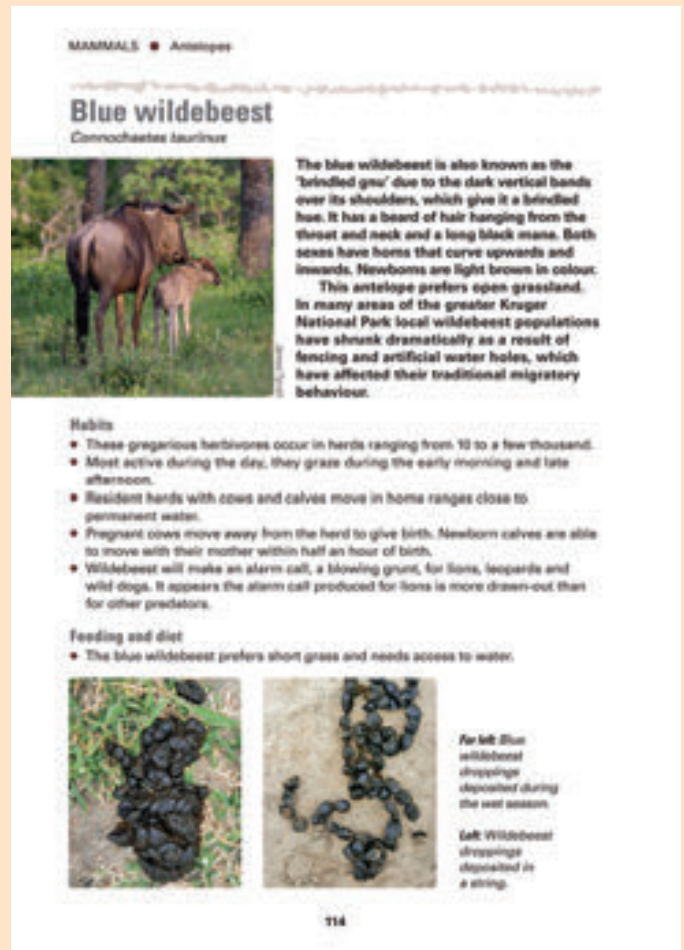 MAMMALS ● Antelopes
Blue wildebeest
Connochaetes taurinus
The blue wildebeest is also known as the
'brindled gnu' due to the dark vertical bands
over its shoulders, which give it a brindled
hue. It has a beard of hair hanging from the
throat and neck and a long black mane. Both
sexes have horns that curve upwards and
inwards. Newborns are light brown in colour.
This antelope prefers open grassland.
In many areas of the greater Kruger
National Park local wildebeest populations
have shrunk dramatically as a result of
fencing and artificial water holes, which
have affected their traditional migratory
behaviour.
Habits
● These gregarious herbivores occur in herds ranging from 10 to a few thousand.
● Most active during the day, they graze during the early morning and late
afternoon.
● Resident herds with cows and calves move in home ranges close to
permanent water.
● Pregnant cows move away from the herd to give birth. Newborn calves are able
to move with their mother within half an hour of birth.
● Wildebeest will make an alarm call, a blowing grunt, for lions, leopards and
wild dogs. It appears the alarm call produced for lions is more drawn-out than
for other predators.
Feeding and diet
● The blue wildebeest prefers short grass and needs access to water.
Far left: Blue
wildebeest
droppings
deposited during
the wet season.
Left: Wildebeest
droppings
deposited in
a string.
114